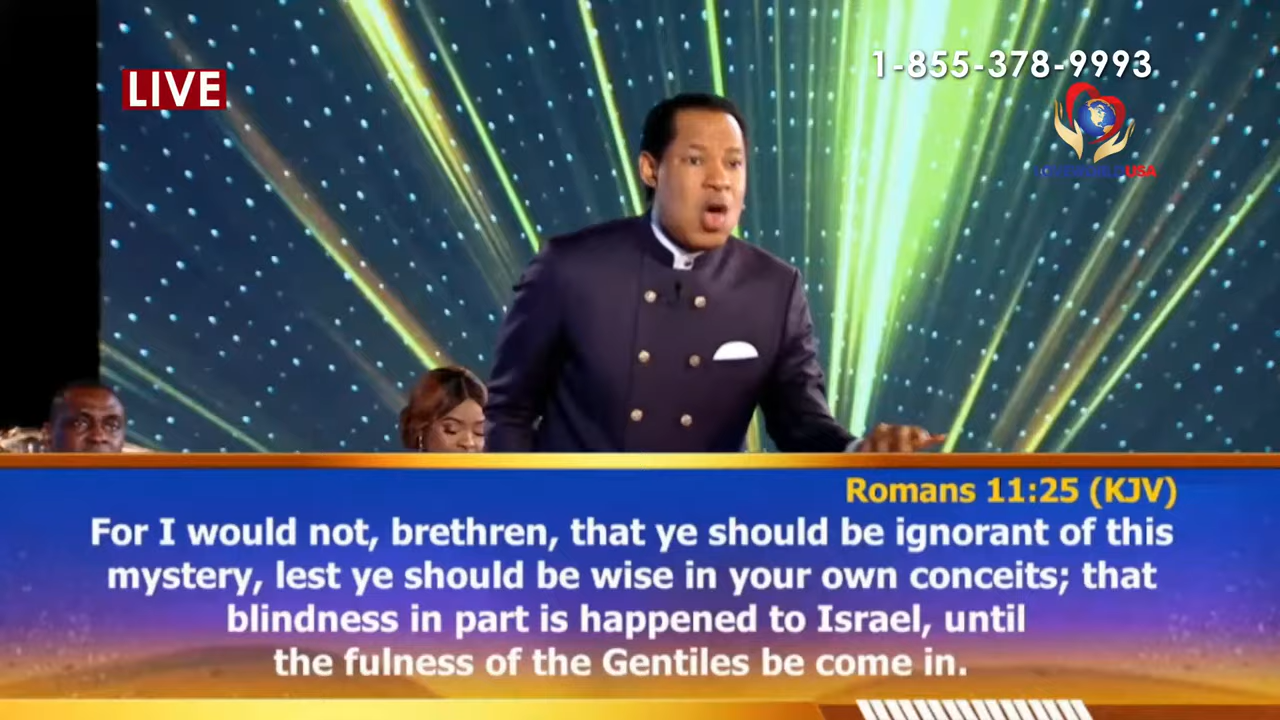 LIVE
1-855-378-9993
LOVEWORLD USA
Romans 11:25 (KJV)
For I would not, brethren, that ye should be ignorant of this
mystery, lest ye should be wise in your own conceits; that
blindness in part is happened to Israel, until
the fulness of the Gentiles be come in.